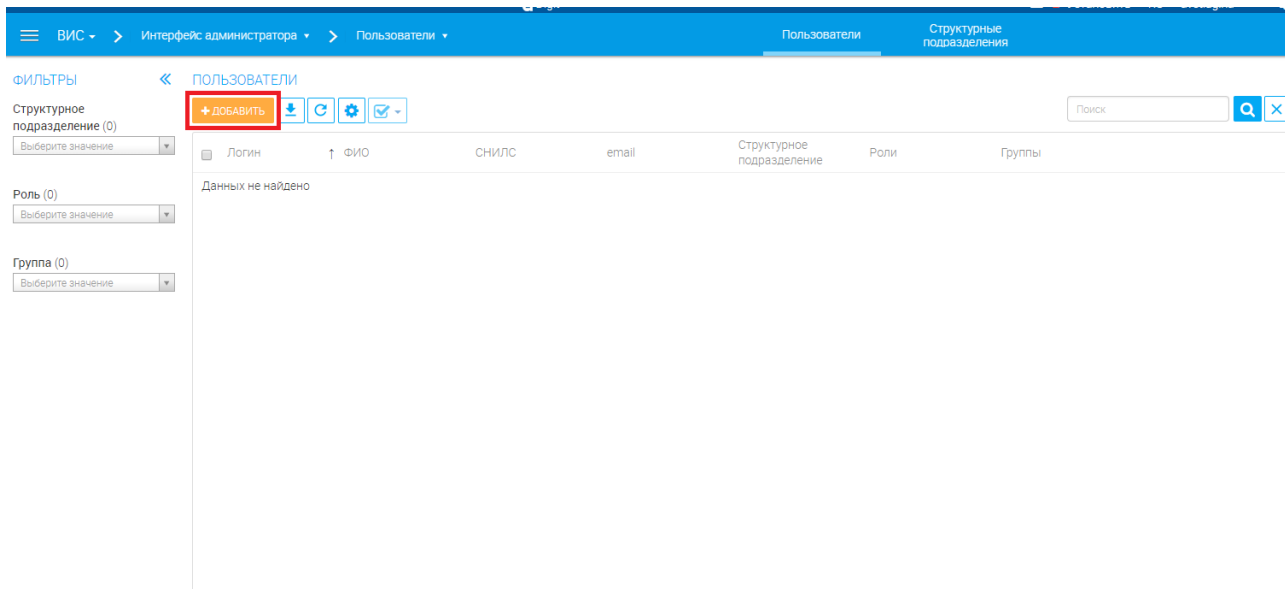 ВИС
Интерфейс администратора
Пользователи
Пользователи
Структурные
подразделения
ФИЛЬТРЫ
Структурное
подразделение (0)
Выберите значение
Роль (0)
Выберите значение
Группа (0)
Выберите значение
ПОЛЬЗОВАТЕЛИ
+ ДОБАВИТЬ
Поиск
Логин ↑ ФИО СНИЛС email Структурное подразделение Роли Группы
Данных не найдено